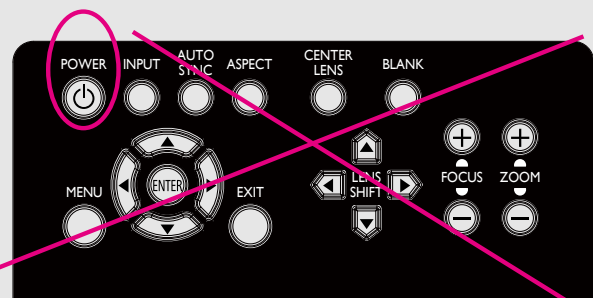 POWER INPUT AUTO SYNC ASPECT CENTER LENS BLANK
MENU ENTER EXIT LENS SHIFT FOCUS ZOOM